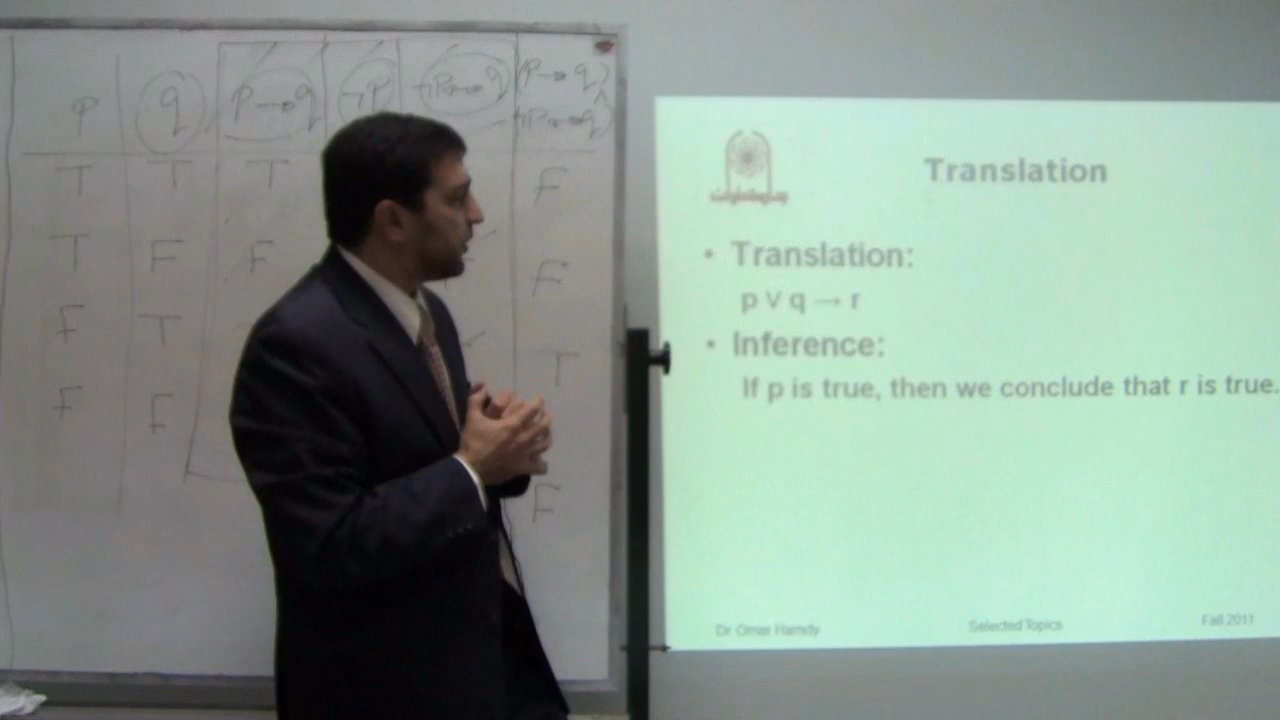 p q p → q ¬p ¬p ↔ q (p → q) ∧
(¬p ↔ q)
T T T F
T F F F
F T T
F F F
Translation
• Translation:
p ∨ q → r
• Inference:
If p is true, then we conclude that r is true.
Dr. Omar Hamdy Selected Topics Fall 2011